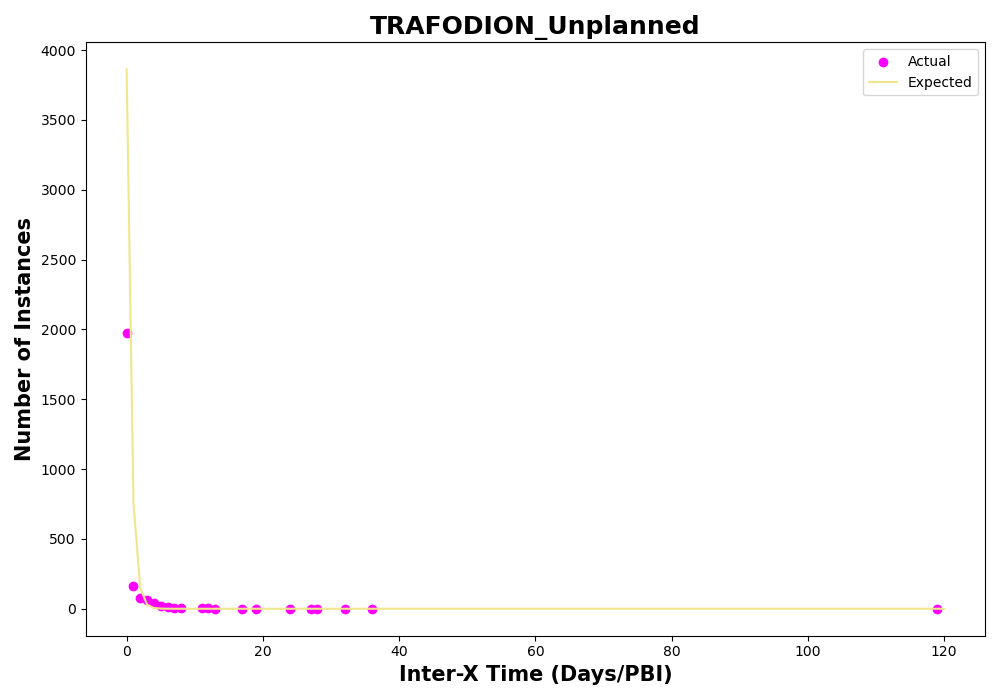 TRAFODION_Unplanned
Actual
Expected
Number of Instances
4000
3500
3000
2500
2000
1500
1000
500
0
0 20 40 60 80 100 120
Inter-X Time (Days/PBI)